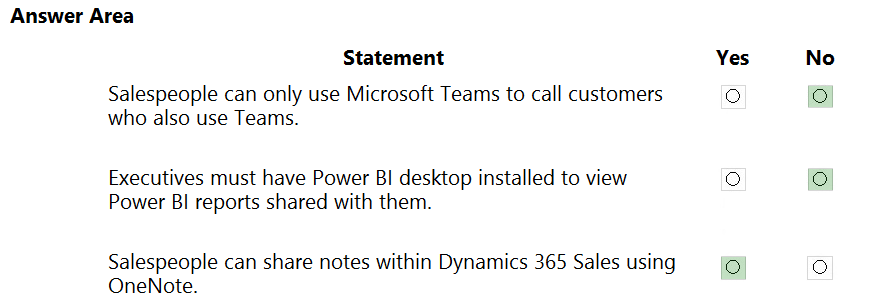 Answer Area
Statement Yes No
Salespeople can only use Microsoft Teams to call customers
who also use Teams.
Executives must have Power BI desktop installed to view
Power BI reports shared with them.
Salespeople can share notes within Dynamics 365 Sales using
OneNote.